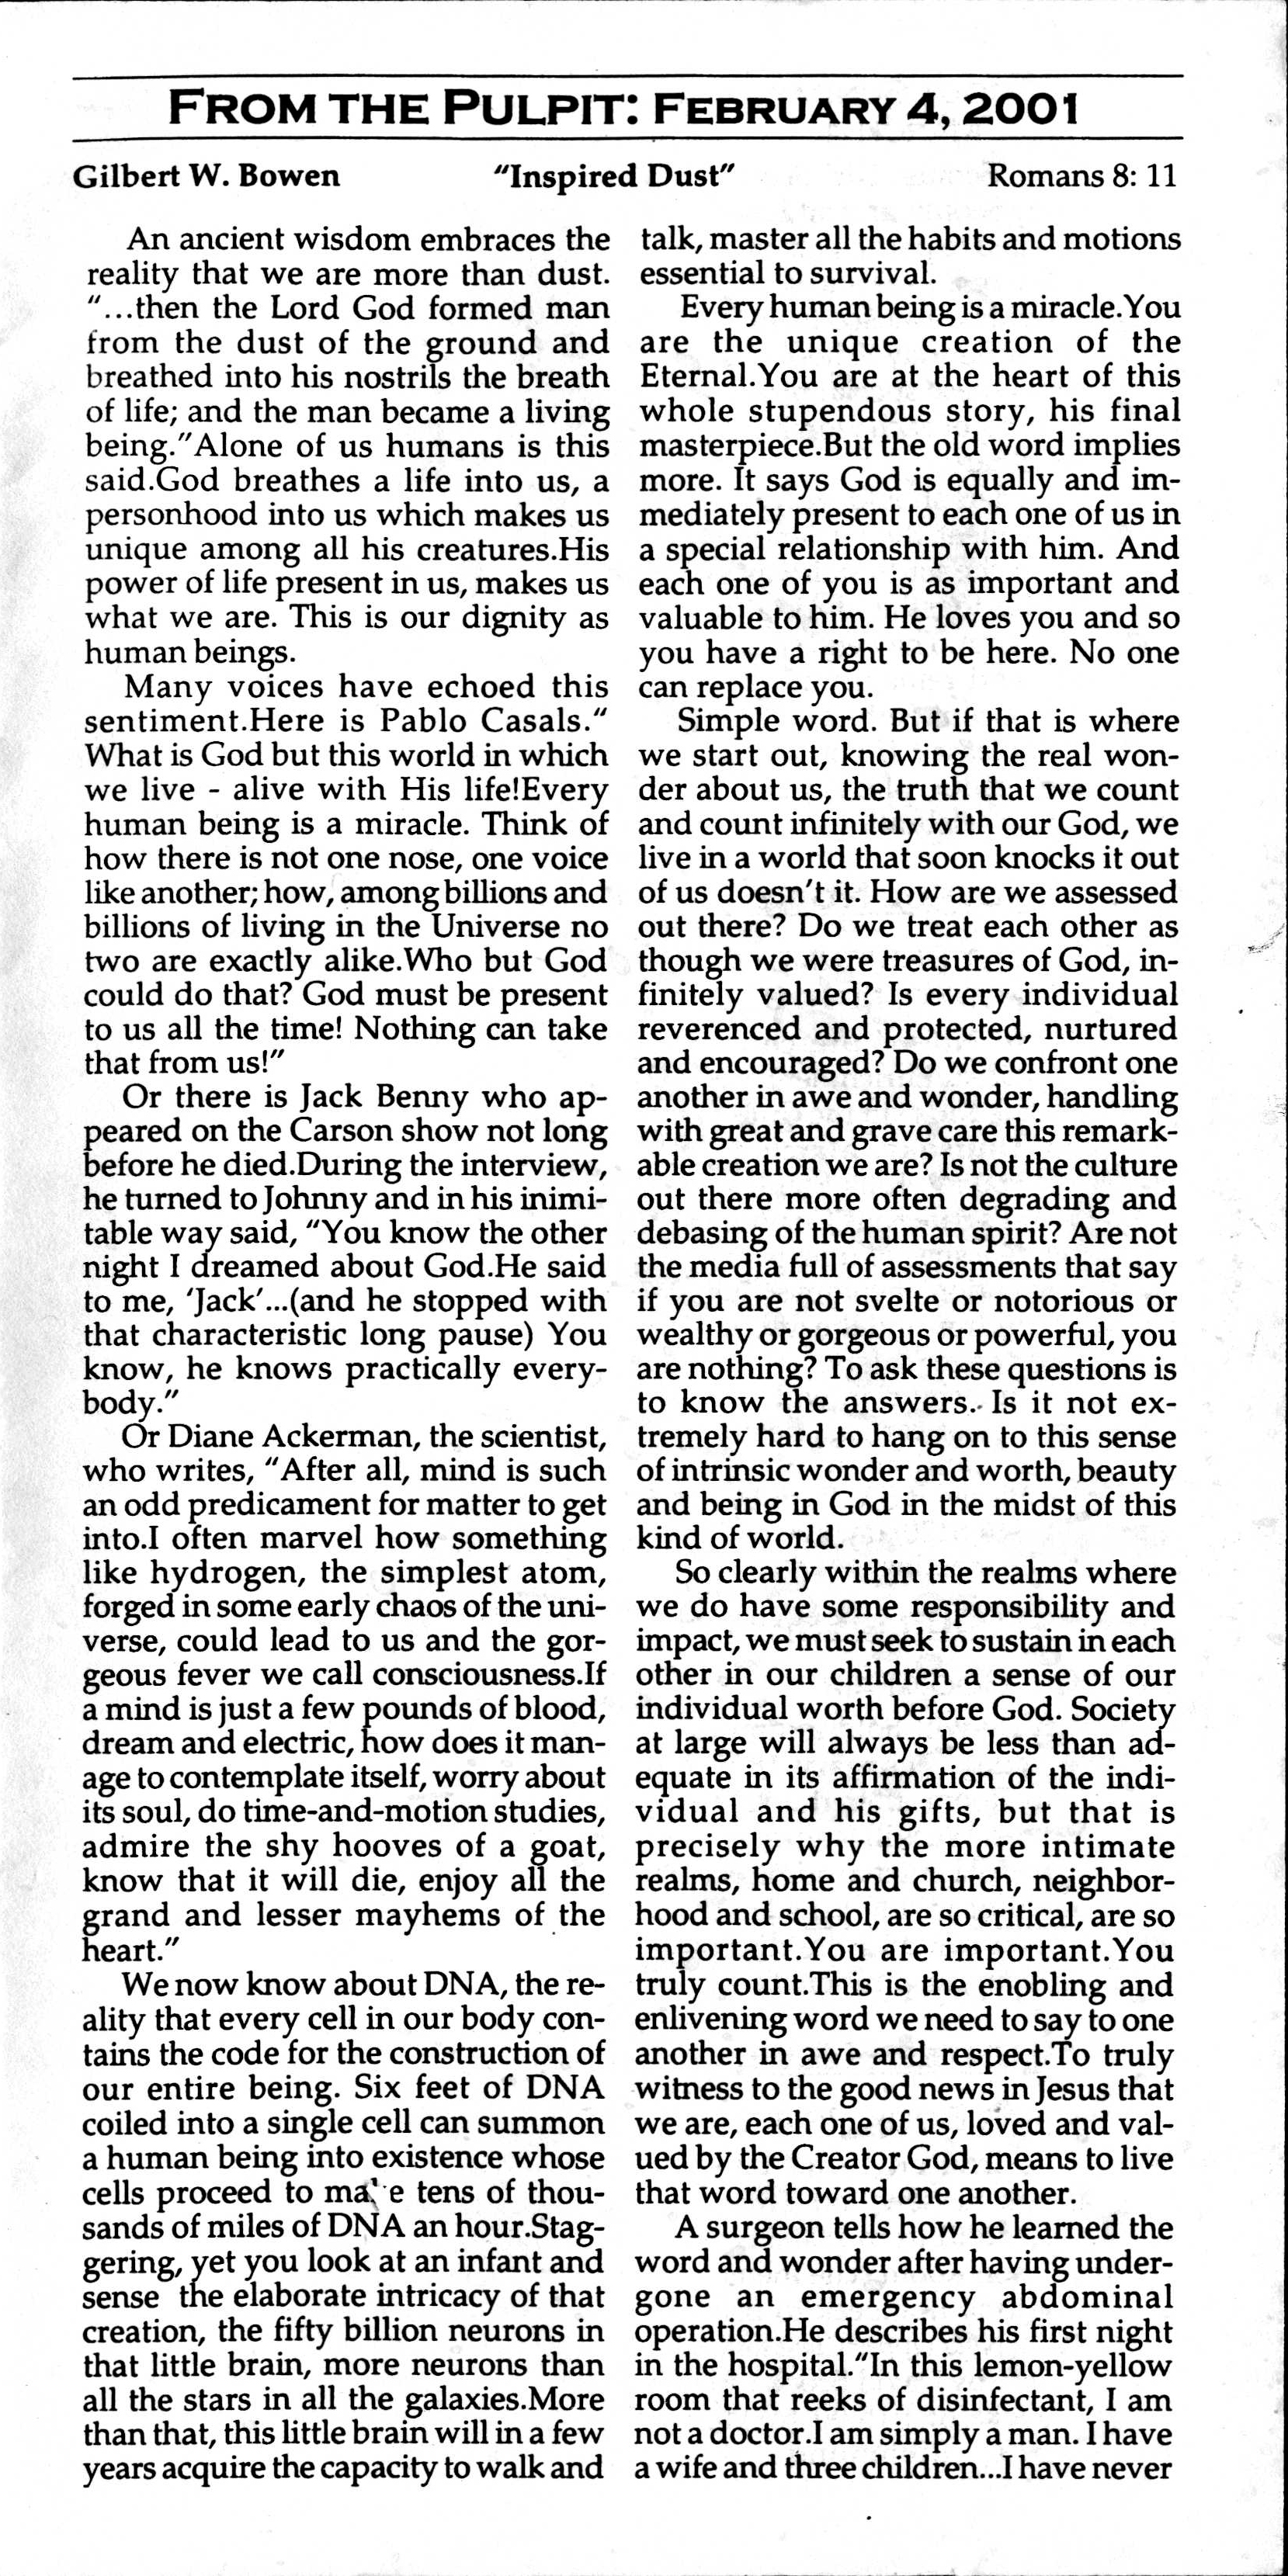 FROM THE PULPIT: FEBRUARY 4, 2001
Gilbert W. Bowen "Inspired Dust" Romans 8: 11
An ancient wisdom embraces the
reality that we are more than dust.
"...then the Lord God formed man
from the dust of the ground and
breathed into his nostrils the breath
of life; and the man became a living
being."Alone of us humans is this
said.God breathes a life into us, a
personhood into us which makes us
unique among all his creatures.His
power of life present in us, makes us
what we are. This is our dignity as
human beings.
Many voices have echoed this
sentiment.Here is Pablo Casals."
What is God but this world in which
we live - alive with His life!Every
human being is a miracle. Think of
how there is not one nose, one voice
like another; how, among billions and
billions of living in the Universe no
two are exactly alike.Who but God
could do that? God must be present
to us all the time! Nothing can take
that from us!"
Or there is Jack Benny who ap-
peared on the Carson show not long
before he died.During the interview,
he turned to Johnny and in his inimi-
table way said, "You know the other
night I dreamed about God.He said
to me, 'Jack'...(and he stopped with
that characteristic long pause) You
know, he knows practically every-
body."
Or Diane Ackerman, the scientist,
who writes, "After all, mind is such
an odd predicament for matter to get
into.I often marvel how something
like hydrogen, the simplest atom,
forged in some early chaos of the uni-
verse, could lead to us and the gor-
geous fever we call consciousness.If
a mind is just a few pounds of blood,
dream and electric, how does it man-
age to contemplate itself, worry about
its soul, do time-and-motion studies,
admire the shy hooves of a goat,
know that it will die, enjoy all the
grand and lesser mayhems of the
heart."
We now know about DNA, the re-
ality that every cell in our body con-
tains the code for the construction of
our entire being. Six feet of DNA
coiled into a single cell can summon
a human being into existence whose
cells proceed to make tens of thou-
sands of miles of DNA an hour.Stag-
gering, yet you look at an infant and
sense the elaborate intricacy of that
creation, the fifty billion neurons in
that little brain, more neurons than
all the stars in all the galaxies.More
than that, this little brain will in a few
years acquire the capacity to walk and
talk, master all the habits and motions
essential to survival.
Every human being is a miracle.You
are the unique creation of the
Eternal.You are at the heart of this
whole stupendous story, his final
masterpiece.But the old word implies
more. It says God is equally and im-
mediately present to each one of us in
a special relationship with him. And
each one of you is as important and
valuable to him. He loves you and so
you have a right to be here. No one
can replace you.
Simple word. But if that is where
we start out, knowing the real won-
der about us, the truth that we count
and count infinitely with our God, we
live in a world that soon knocks it out
of us doesn't it. How are we assessed
out there? Do we treat each other as
though we were treasures of God, in-
finitely valued? Is every individual
reverenced and protected, nurtured
and encouraged? Do we confront one
another in awe and wonder, handling
with great and grave care this remark-
able creation we are? Is not the culture
out there more often degrading and
debasing of the human spirit? Are not
the media full of assessments that say
if you are not svelte or notorious or
wealthy or gorgeous or powerful, you
are nothing? To ask these questions is
to know the answers. Is it not ex-
tremely hard to hang on to this sense
of intrinsic wonder and worth, beauty
and being in God in the midst of this
kind of world.
So clearly within the realms where
we do have some responsibility and
impact, we must seek to sustain in each
other in our children a sense of our
individual worth before God. Society
at large will always be less than ad-
equate in its affirmation of the indi-
vidual and his gifts, but that is
precisely why the more intimate
realms, home and church, neighbor-
hood and school, are so critical, are so
important.You are important.You
truly count.This is the enobling and
enlivening word we need to say to one
another in awe and respect.To truly
witness to the good news in Jesus that
we are, each one of us, loved and val-
ued by the Creator God, means to live
that word toward one another.
A surgeon tells how he learned the
word and wonder after having under-
gone an emergency abdominal
operation.He describes his first night
in the hospital."In this lemon-yellow
room that reeks of disinfectant, I am
not a doctor.I am simply a man. I have
a wife and three children...I have never